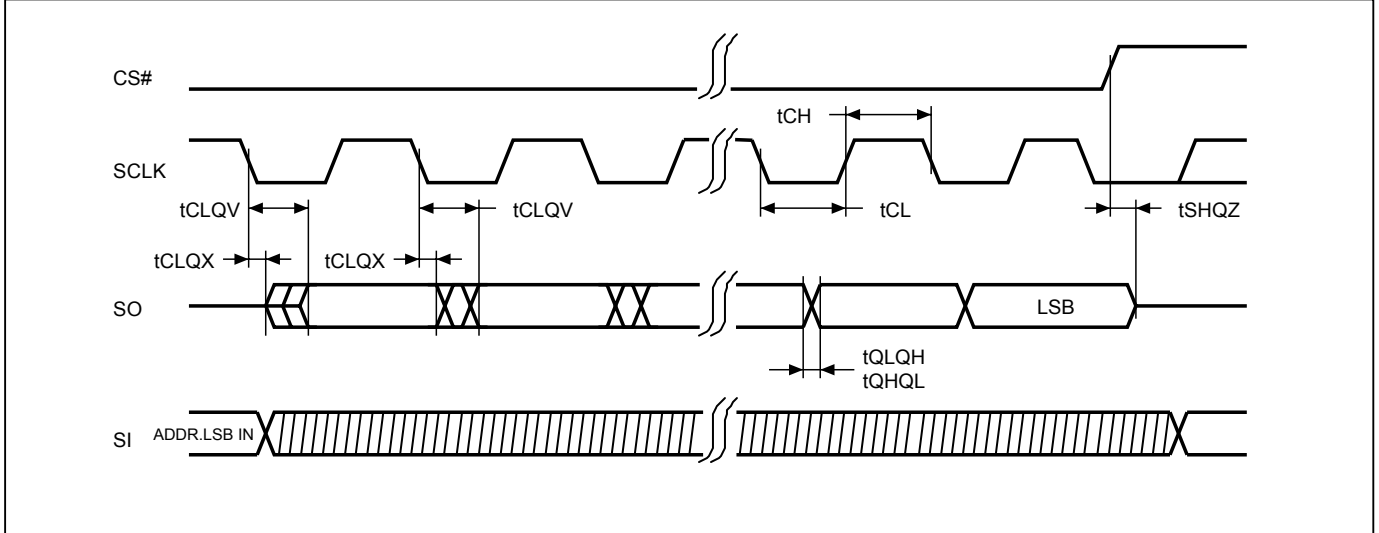 CS#
tCH
SCLK
tCLQV
tCLQV
tCL
tSHQZ
tCLQX
tCLQX
SO
LSB
tQLQH
tQHQL
SI
ADDR.LSB IN